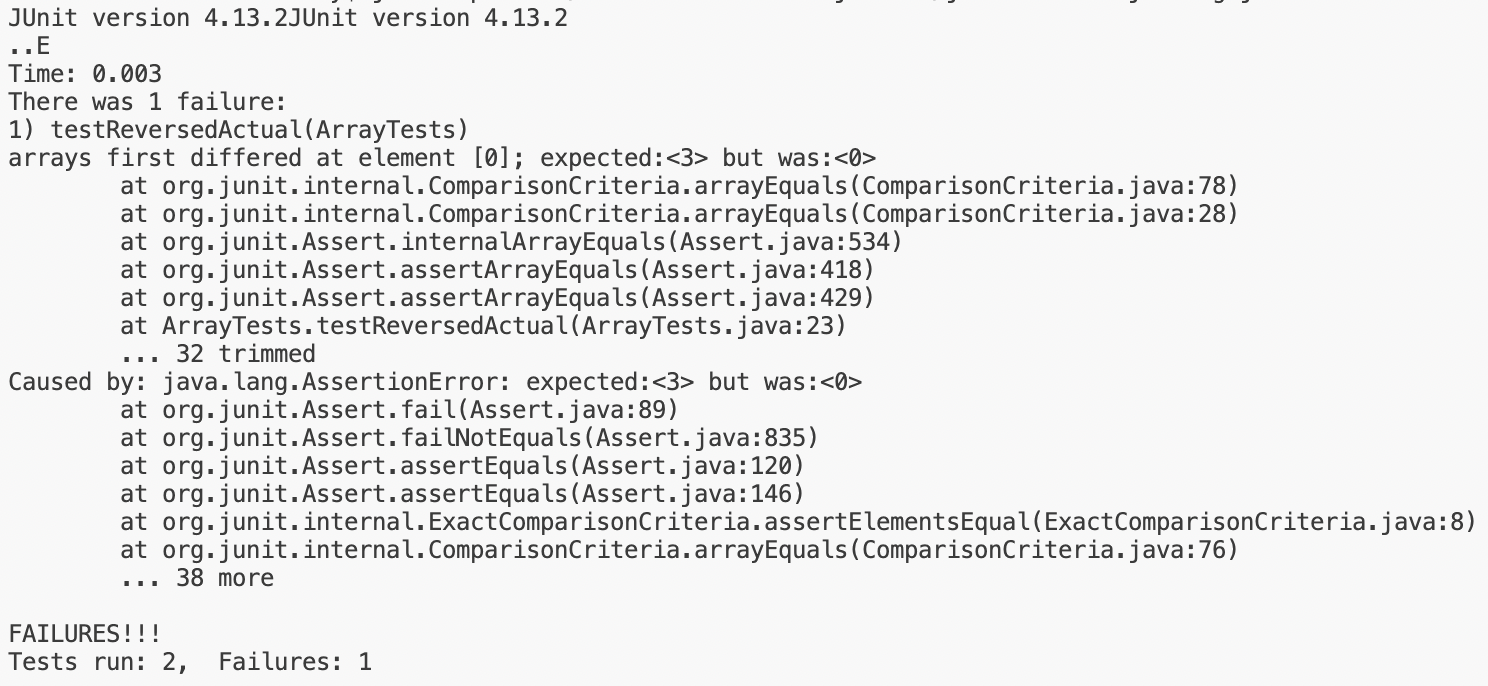 JUnit version 4.13.2JUnit version 4.13.2
..E
Time: 0.003
There was 1 failure:
1) testReversedActual(ArrayTests)
arrays first differed at element [0]; expected:<3> but was:<0>
        at org.junit.internal.ComparisonCriteria.arrayEquals(ComparisonCriteria.java:78)
        at org.junit.internal.ComparisonCriteria.arrayEquals(ComparisonCriteria.java:28)
        at org.junit.Assert.internalArrayEquals(Assert.java:534)
        at org.junit.Assert.assertArrayEquals(Assert.java:418)
        at org.junit.Assert.assertArrayEquals(Assert.java:429)
        at ArrayTests.testReversedActual(ArrayTests.java:23)
        ... 32 trimmed
Caused by: java.lang.AssertionError: expected:<3> but was:<0>
        at org.junit.Assert.fail(Assert.java:89)
        at org.junit.Assert.failNotEquals(Assert.java:835)
        at org.junit.Assert.assertEquals(Assert.java:120)
        at org.junit.Assert.assertEquals(Assert.java:146)
        at org.junit.internal.ExactComparisonCriteria.assertElementsEqual(ExactComparisonCriteria.java:8)
        at org.junit.internal.ComparisonCriteria.arrayEquals(ComparisonCriteria.java:76)
        ... 38 more

FAILURES!!!
Tests run: 2,  Failures: 1